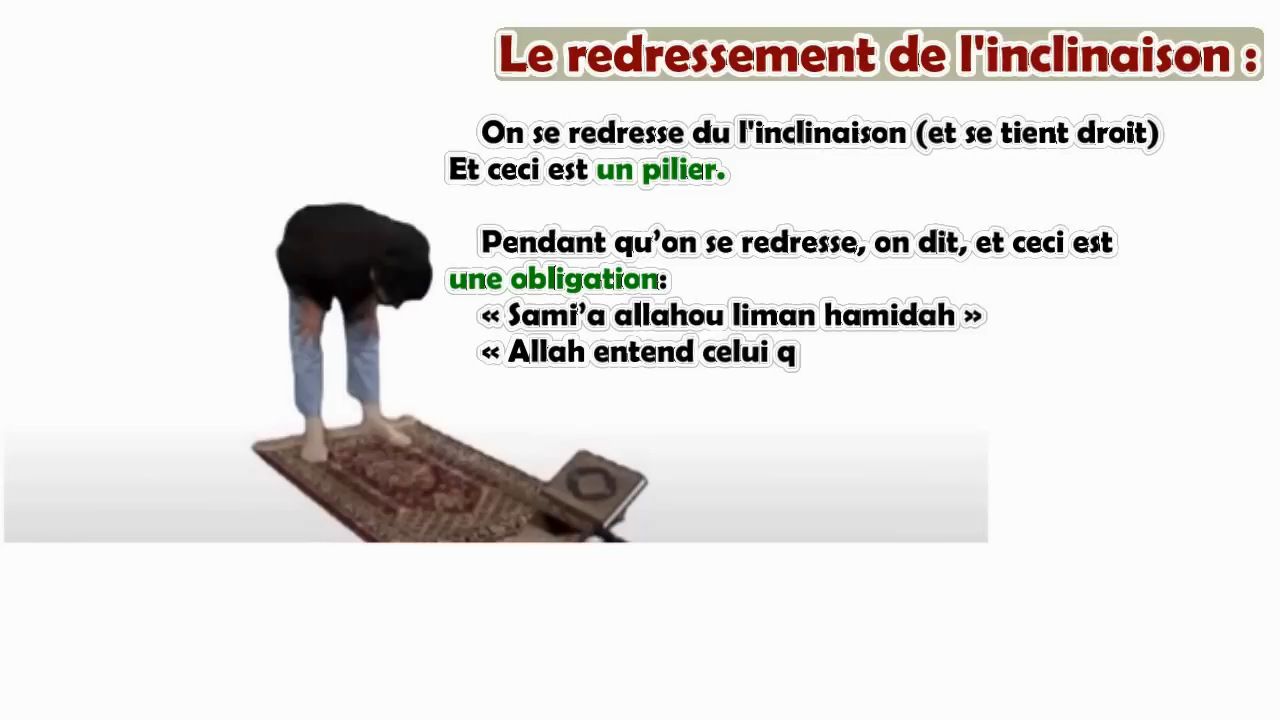 Le redressement de l'inclinaison :
On se redresse du l'inclinaison (et se tient droit)
Et ceci est un pilier.
Pendant qu’on se redresse, on dit, et ceci est
une obligation:
« Sami’a allahou liman hamidah »
« Allah entend celui q